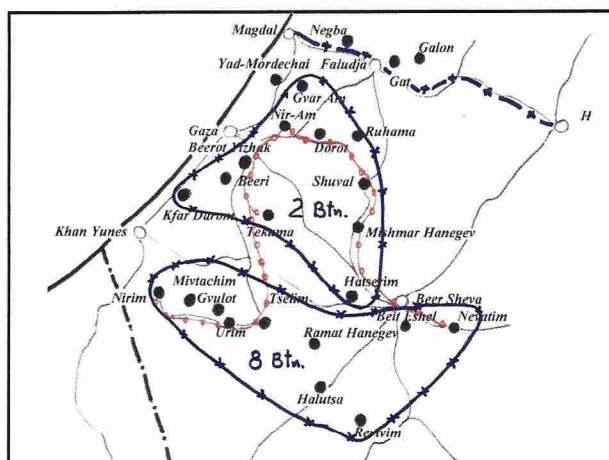 Magdal
Negba
Galon
Yad-Mordechai
Faludja
Gat
Gvar Am
Nir-Am
H
Gaza
Dorot
Ruhama
Beerot Yizhak
Beeri
Shuval
Kfar Darom
2 Btn.
Tekuma
Mishmar Hanegev
Khan Yunes
Mivtachim
Hatserim
Nirim
Gvulot
Tselim
Beer Sheva
Urim
Beit Eshel
Nevatim
Ramat Hanegev
8 Btn.
Halutsa
Revivim